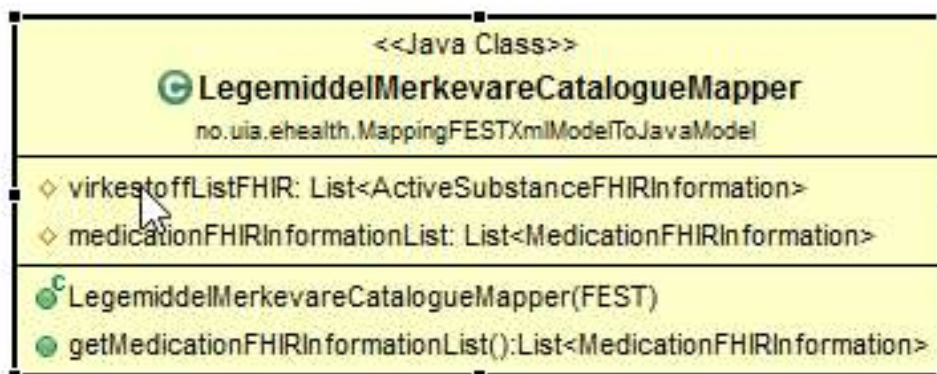 <<Java Class>>
C LegemiddelMerkevareCatalogueMapper
no.uia.ehealth.MappingFESTXmlModelToJavaModel
virkestoffListFHIR: List<ActiveSubstanceFHIRInformation>
medicationFHIRInformationList: List<MedicationFHIRInformation>
C LegemiddelMerkevareCatalogueMapper(FEST)
getMedicationFHIRInformationList():List<MedicationFHIRInformation>